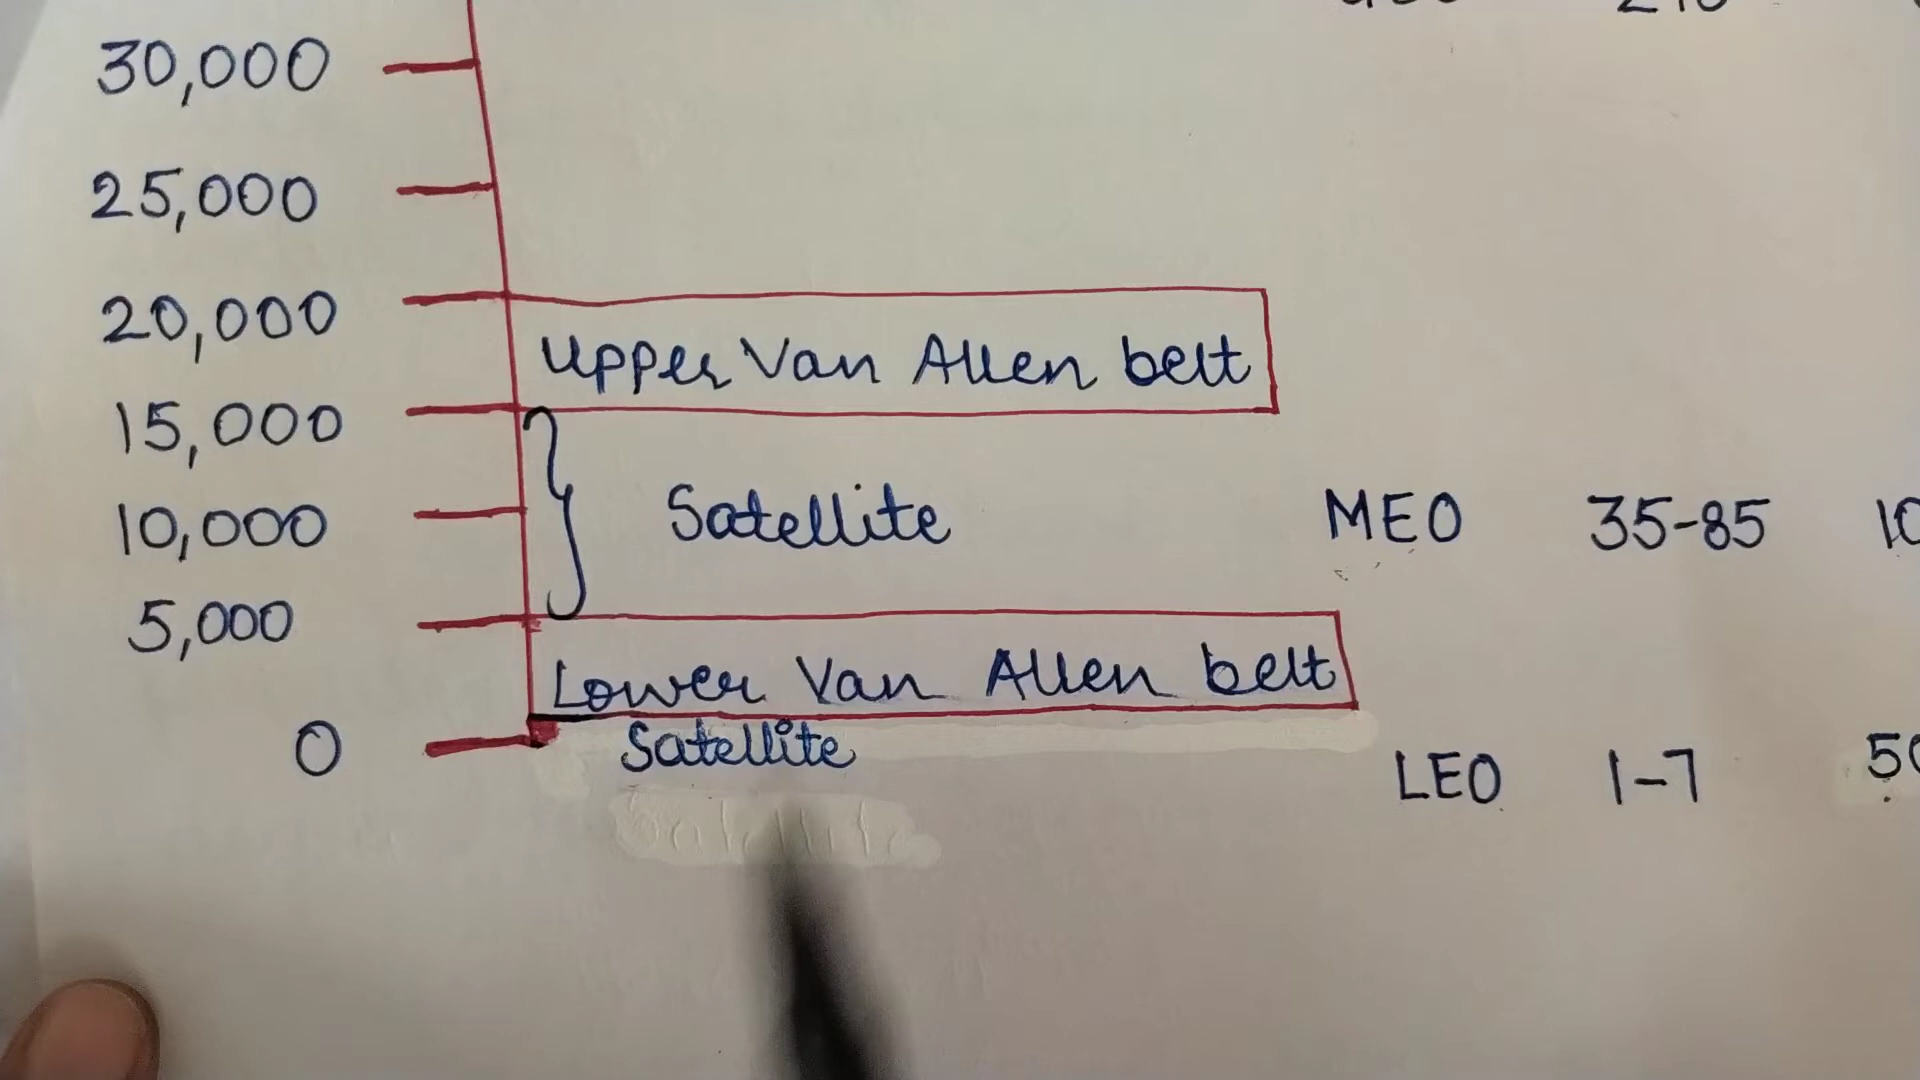 30,000
25,000
20,000
Upper Van Allen belt
15,000
10,000 Satellite MEO 35-85
5,000
Lower Van Allen belt
0 Satellite LEO 1-7
Satellite